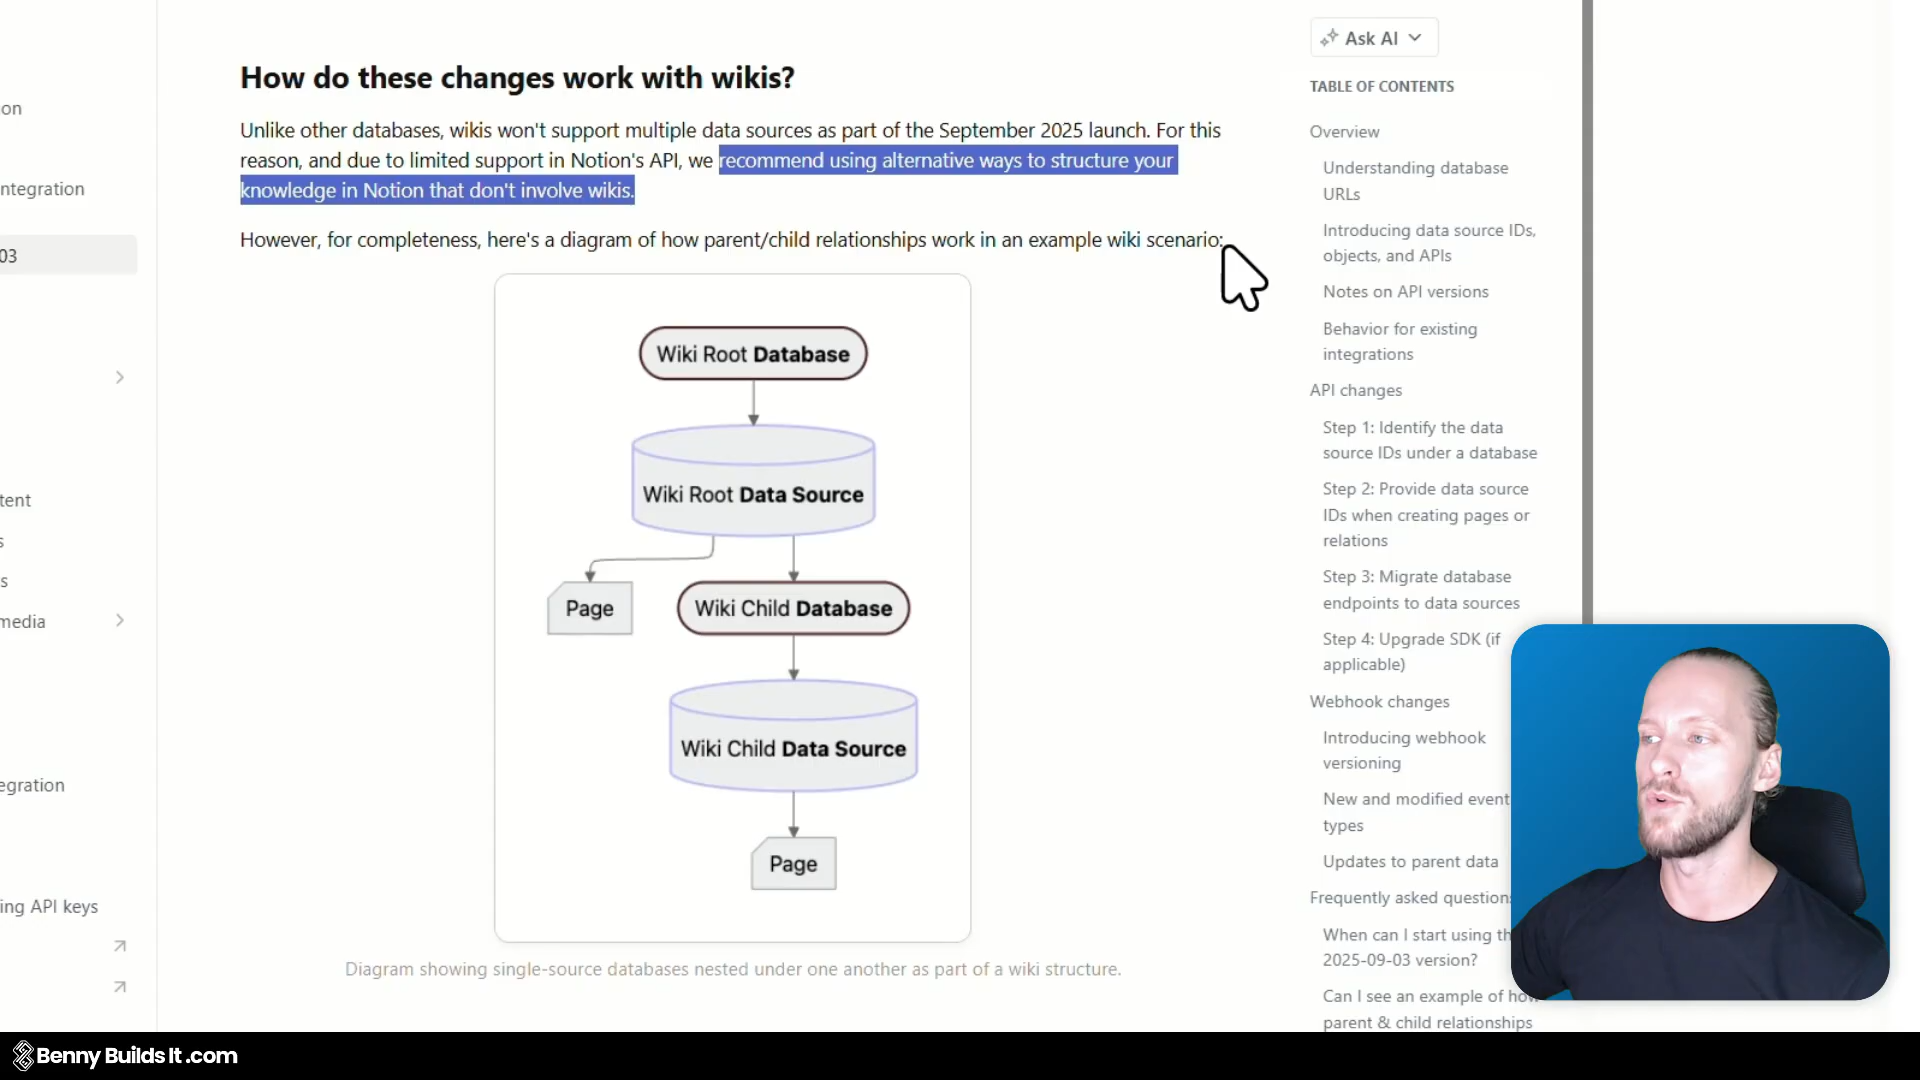 on
ntegration
03
tent
s
s
media
egration
ing API keys
How do these changes work with wikis?
Unlike other databases, wikis won't support multiple data sources as part of the September 2025 launch. For this
reason, and due to limited support in Notion's API, we recommend using alternative ways to structure your
knowledge in Notion that don't involve wikis.
However, for completeness, here's a diagram of how parent/child relationships work in an example wiki scenario:
Wiki Root Database
Wiki Root Data Source
Page
Wiki Child Database
Wiki Child Data Source
Page
Diagram showing single-source databases nested under one another as part of a wiki structure.
Ask AI
TABLE OF CONTENTS
Overview
Understanding database
URLs
Introducing data source IDs,
objects, and APIs
Notes on API versions
Behavior for existing
integrations
API changes
Step 1: Identify the data
source IDs under a database
Step 2: Provide data source
IDs when creating pages or
relations
Step 3: Migrate database
endpoints to data sources
Step 4: Upgrade SDK (if
applicable)
Webhook changes
Introducing webhook
versioning
New and modified event
types
Updates to parent data
Frequently asked questions
When can I start using th
2025-09-03 version?
Can I see an example of how
parent & child relationships
Benny Builds It .com